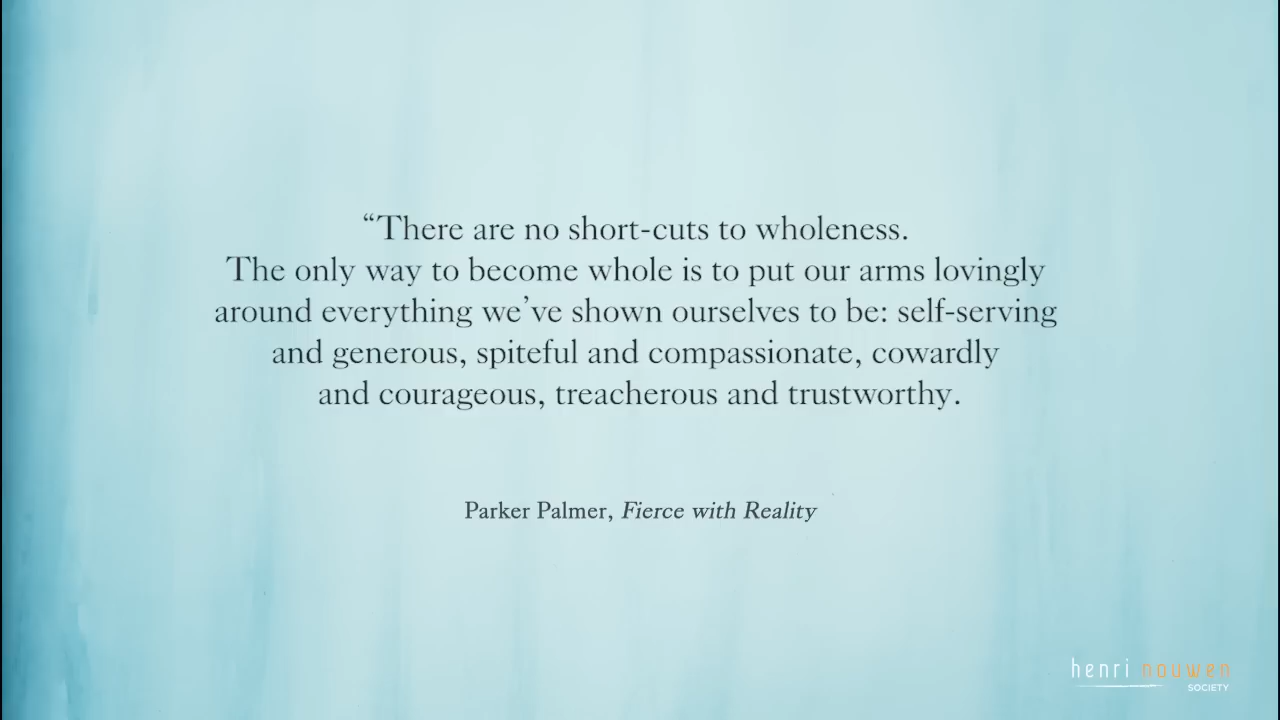 “There are no short-cuts to wholeness.
The only way to become whole is to put our arms lovingly
around everything we’ve shown ourselves to be: self-serving
and generous, spiteful and compassionate, cowardly
and courageous, treacherous and trustworthy.
Parker Palmer, Fierce with Reality
henri nouwen
SOCIETY